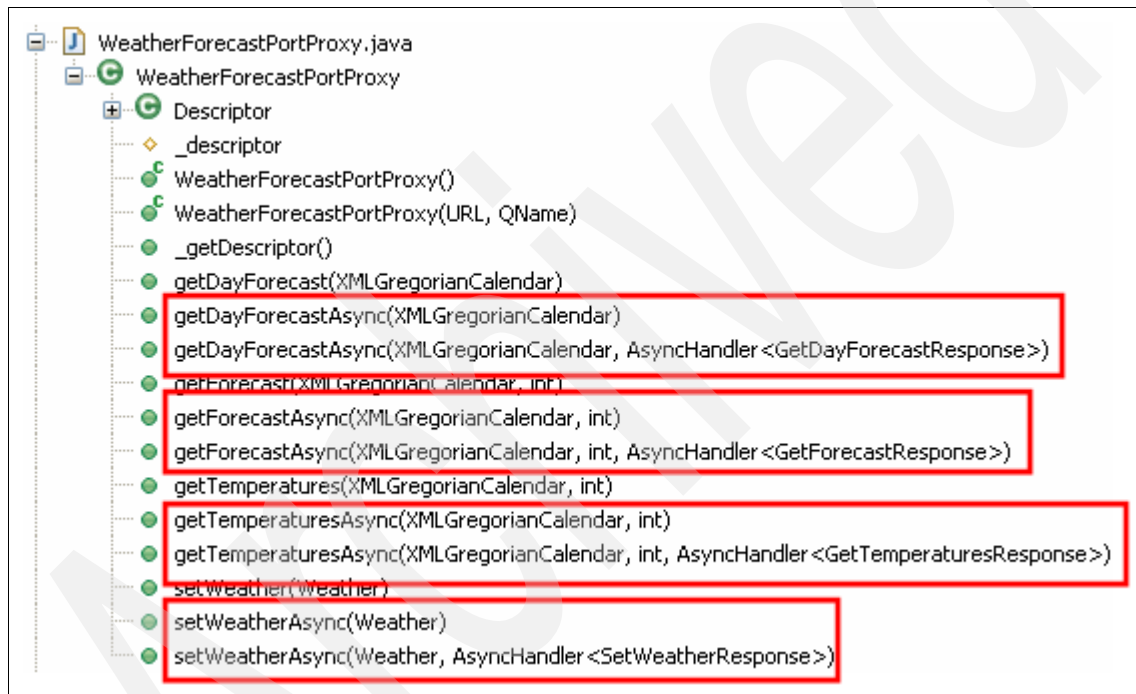 WeatherForecastPortProxy.java
WeatherForecastPortProxy
Descriptor
_descriptor
WeatherForecastPortProxy()
WeatherForecastPortProxy(URL, QName)
_getDescriptor()
getDayForecast(XMLGregorianCalendar)
getDayForecastAsync(XMLGregorianCalendar)
getDayForecastAsync(XMLGregorianCalendar, AsyncHandler<GetDayForecastResponse>)
getForecast(XMLGregorianCalendar, int)
getForecastAsync(XMLGregorianCalendar, int)
getForecastAsync(XMLGregorianCalendar, int, AsyncHandler<GetForecastResponse>)
getTemperatures(XMLGregorianCalendar, int)
getTemperaturesAsync(XMLGregorianCalendar, int)
getTemperaturesAsync(XMLGregorianCalendar, int, AsyncHandler<GetTemperaturesResponse>)
setWeather(Weather)
setWeatherAsync(Weather)
setWeatherAsync(Weather, AsyncHandler<SetWeatherResponse>)
Archived